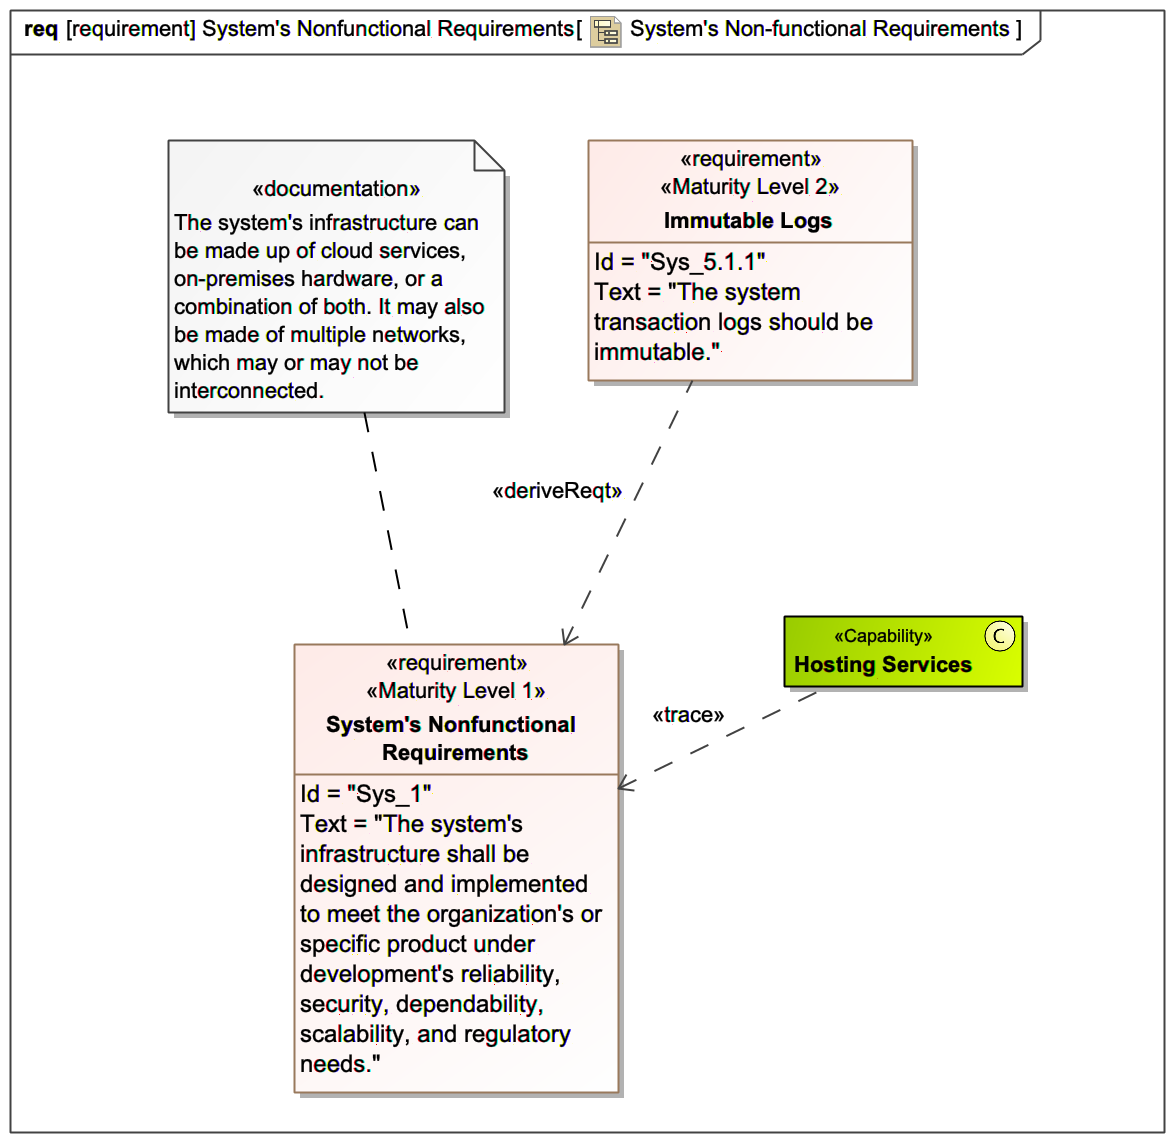 req [requirement] System's Nonfunctional Requirements[ System's Non-functional Requirements ]
«documentation»
The system's infrastructure can
be made up of cloud services,
on-premises hardware, or a
combination of both. It may also
be made of multiple networks,
which may or may not be
interconnected.
«requirement»
«Maturity Level 2»
Immutable Logs
Id = "Sys_5.1.1"
Text = "The system
transaction logs should be
immutable."
«deriveReqt»
«Capability»
C
Hosting Services
«trace»
«requirement»
«Maturity Level 1»
System's Nonfunctional
Requirements
Id = "Sys_1"
Text = "The system's
infrastructure shall be
designed and implemented
to meet the organization's or
specific product under
development's reliability,
security, dependability,
scalability, and regulatory
needs."